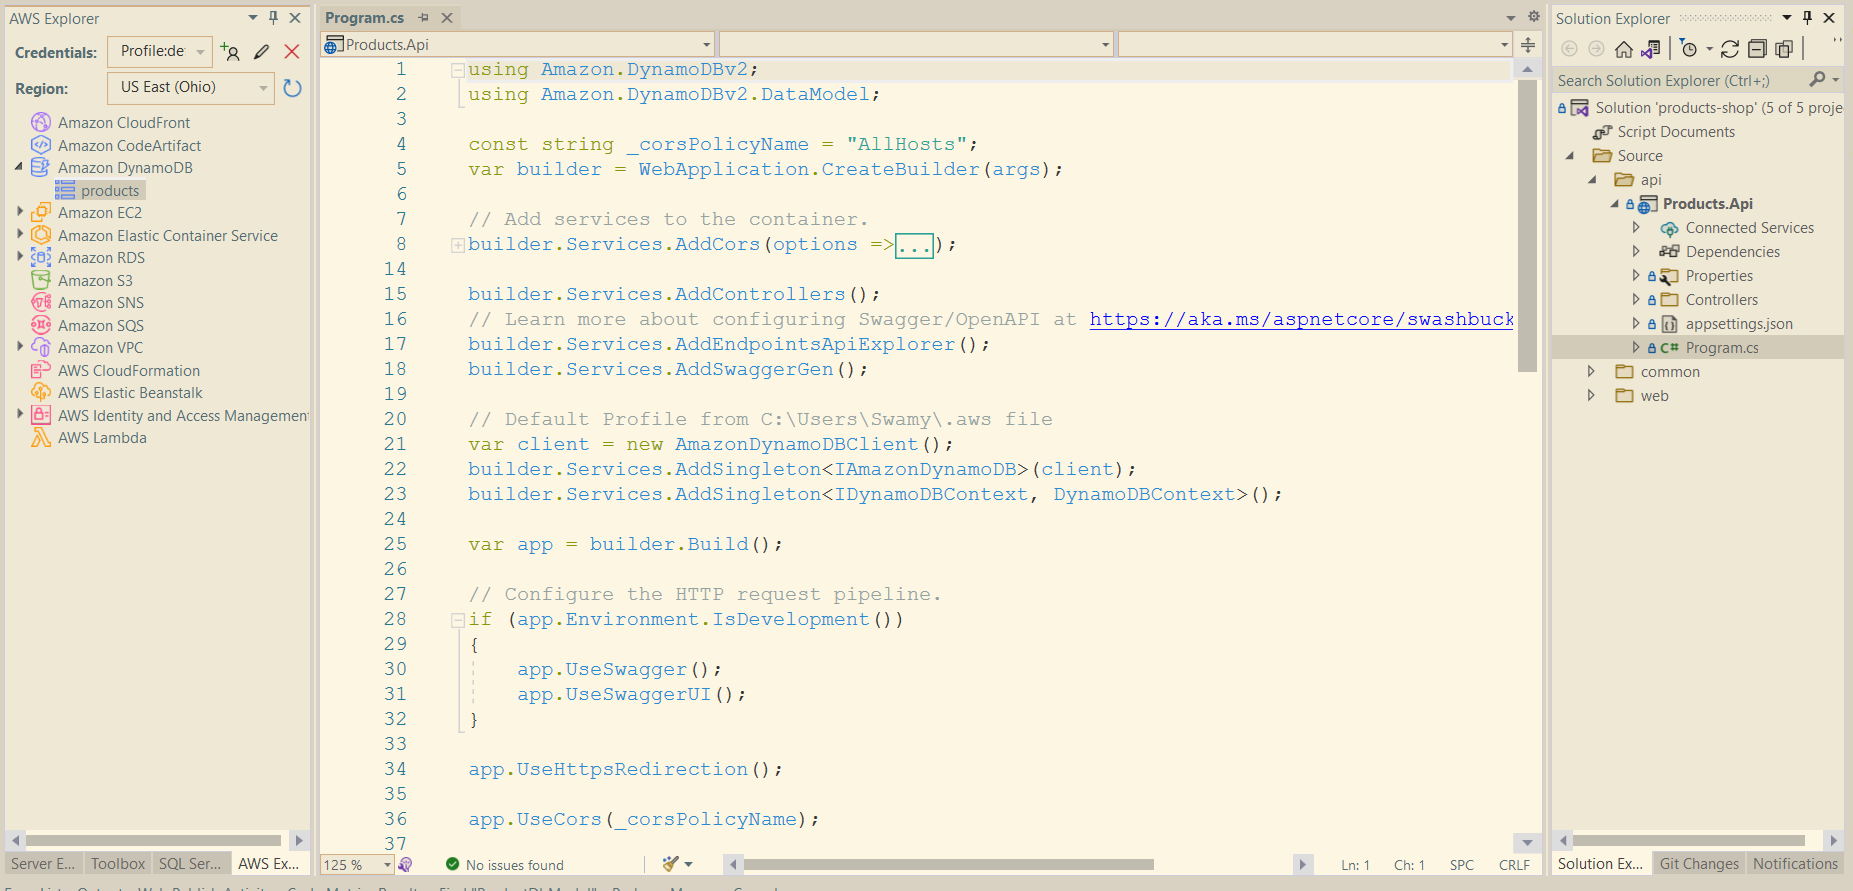 AWS Explorer
Credentials:
Profile:de
Region:
US East (Ohio)
Amazon CloudFront
Amazon CodeArtifact
Amazon DynamoDB
products
Amazon EC2
Amazon Elastic Container Service
Amazon RDS
Amazon S3
Amazon SNS
Amazon SQS
Amazon VPC
AWS CloudFormation
AWS Elastic Beanstalk
AWS Identity and Access Managemen
AWS Lambda
Server E...
Toolbox
SQL Ser...
AWS Ex...
Program.cs
Products.Api
1 using Amazon.DynamoDBv2;
2 using Amazon.DynamoDBv2.DataModel;
3
4 const string _corsPolicyName = "AllHosts";
5 var builder = WebApplication.CreateBuilder(args);
6
7 // Add services to the container.
8 builder.Services.AddCors(options =>...);
14
15 builder.Services.AddControllers();
16 // Learn more about configuring Swagger/OpenAPI at https://aka.ms/aspnetcore/swashbuck
17 builder.Services.AddEndpointsApiExplorer();
18 builder.Services.AddSwaggerGen();
19
20 // Default Profile from C:\Users\Swamy\.aws file
21 var client = new AmazonDynamoDBClient();
22 builder.Services.AddSingleton<IAmazonDynamoDB>(client);
23 builder.Services.AddSingleton<IDynamoDBContext, DynamoDBContext>();
24
25 var app = builder.Build();
26
27 // Configure the HTTP request pipeline.
28 if (app.Environment.IsDevelopment())
29 {
30 app.UseSwagger();
31 app.UseSwaggerUI();
32 }
33
34 app.UseHttpsRedirection();
35
36 app.UseCors(_corsPolicyName);
37
125 %
No issues found
Ln: 1
Ch: 1
SPC
CRLF
Solution Explorer
Search Solution Explorer (Ctrl+;)
Solution 'products-shop' (5 of 5 proje
Script Documents
Source
api
Products.Api
Connected Services
Dependencies
Properties
Controllers
appsettings.json
C# Program.cs
common
web
Solution Ex...
Git Changes
Notifications